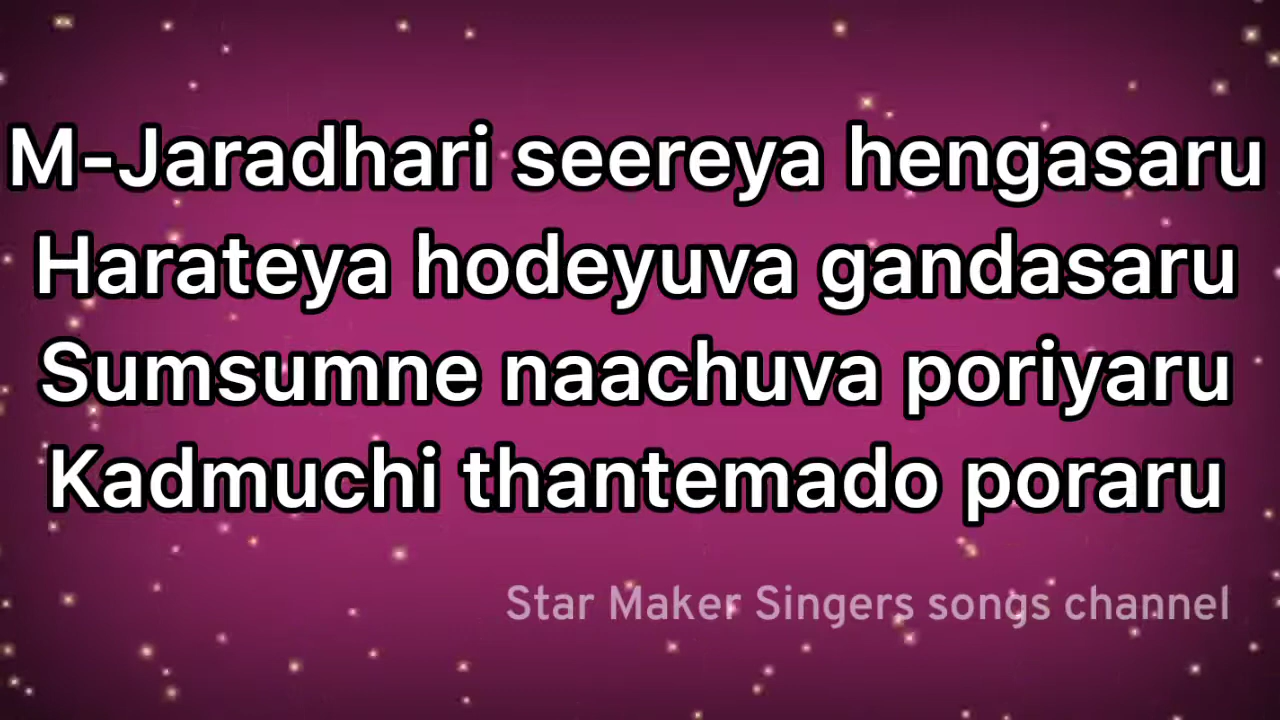 M-Jaradhari seereya hengasaru
Harateya hodeyuva gandasaru
Sumsumne naachuva poriyaru
Kadmuchi thantemado poraru
Star Maker Singers songs channel